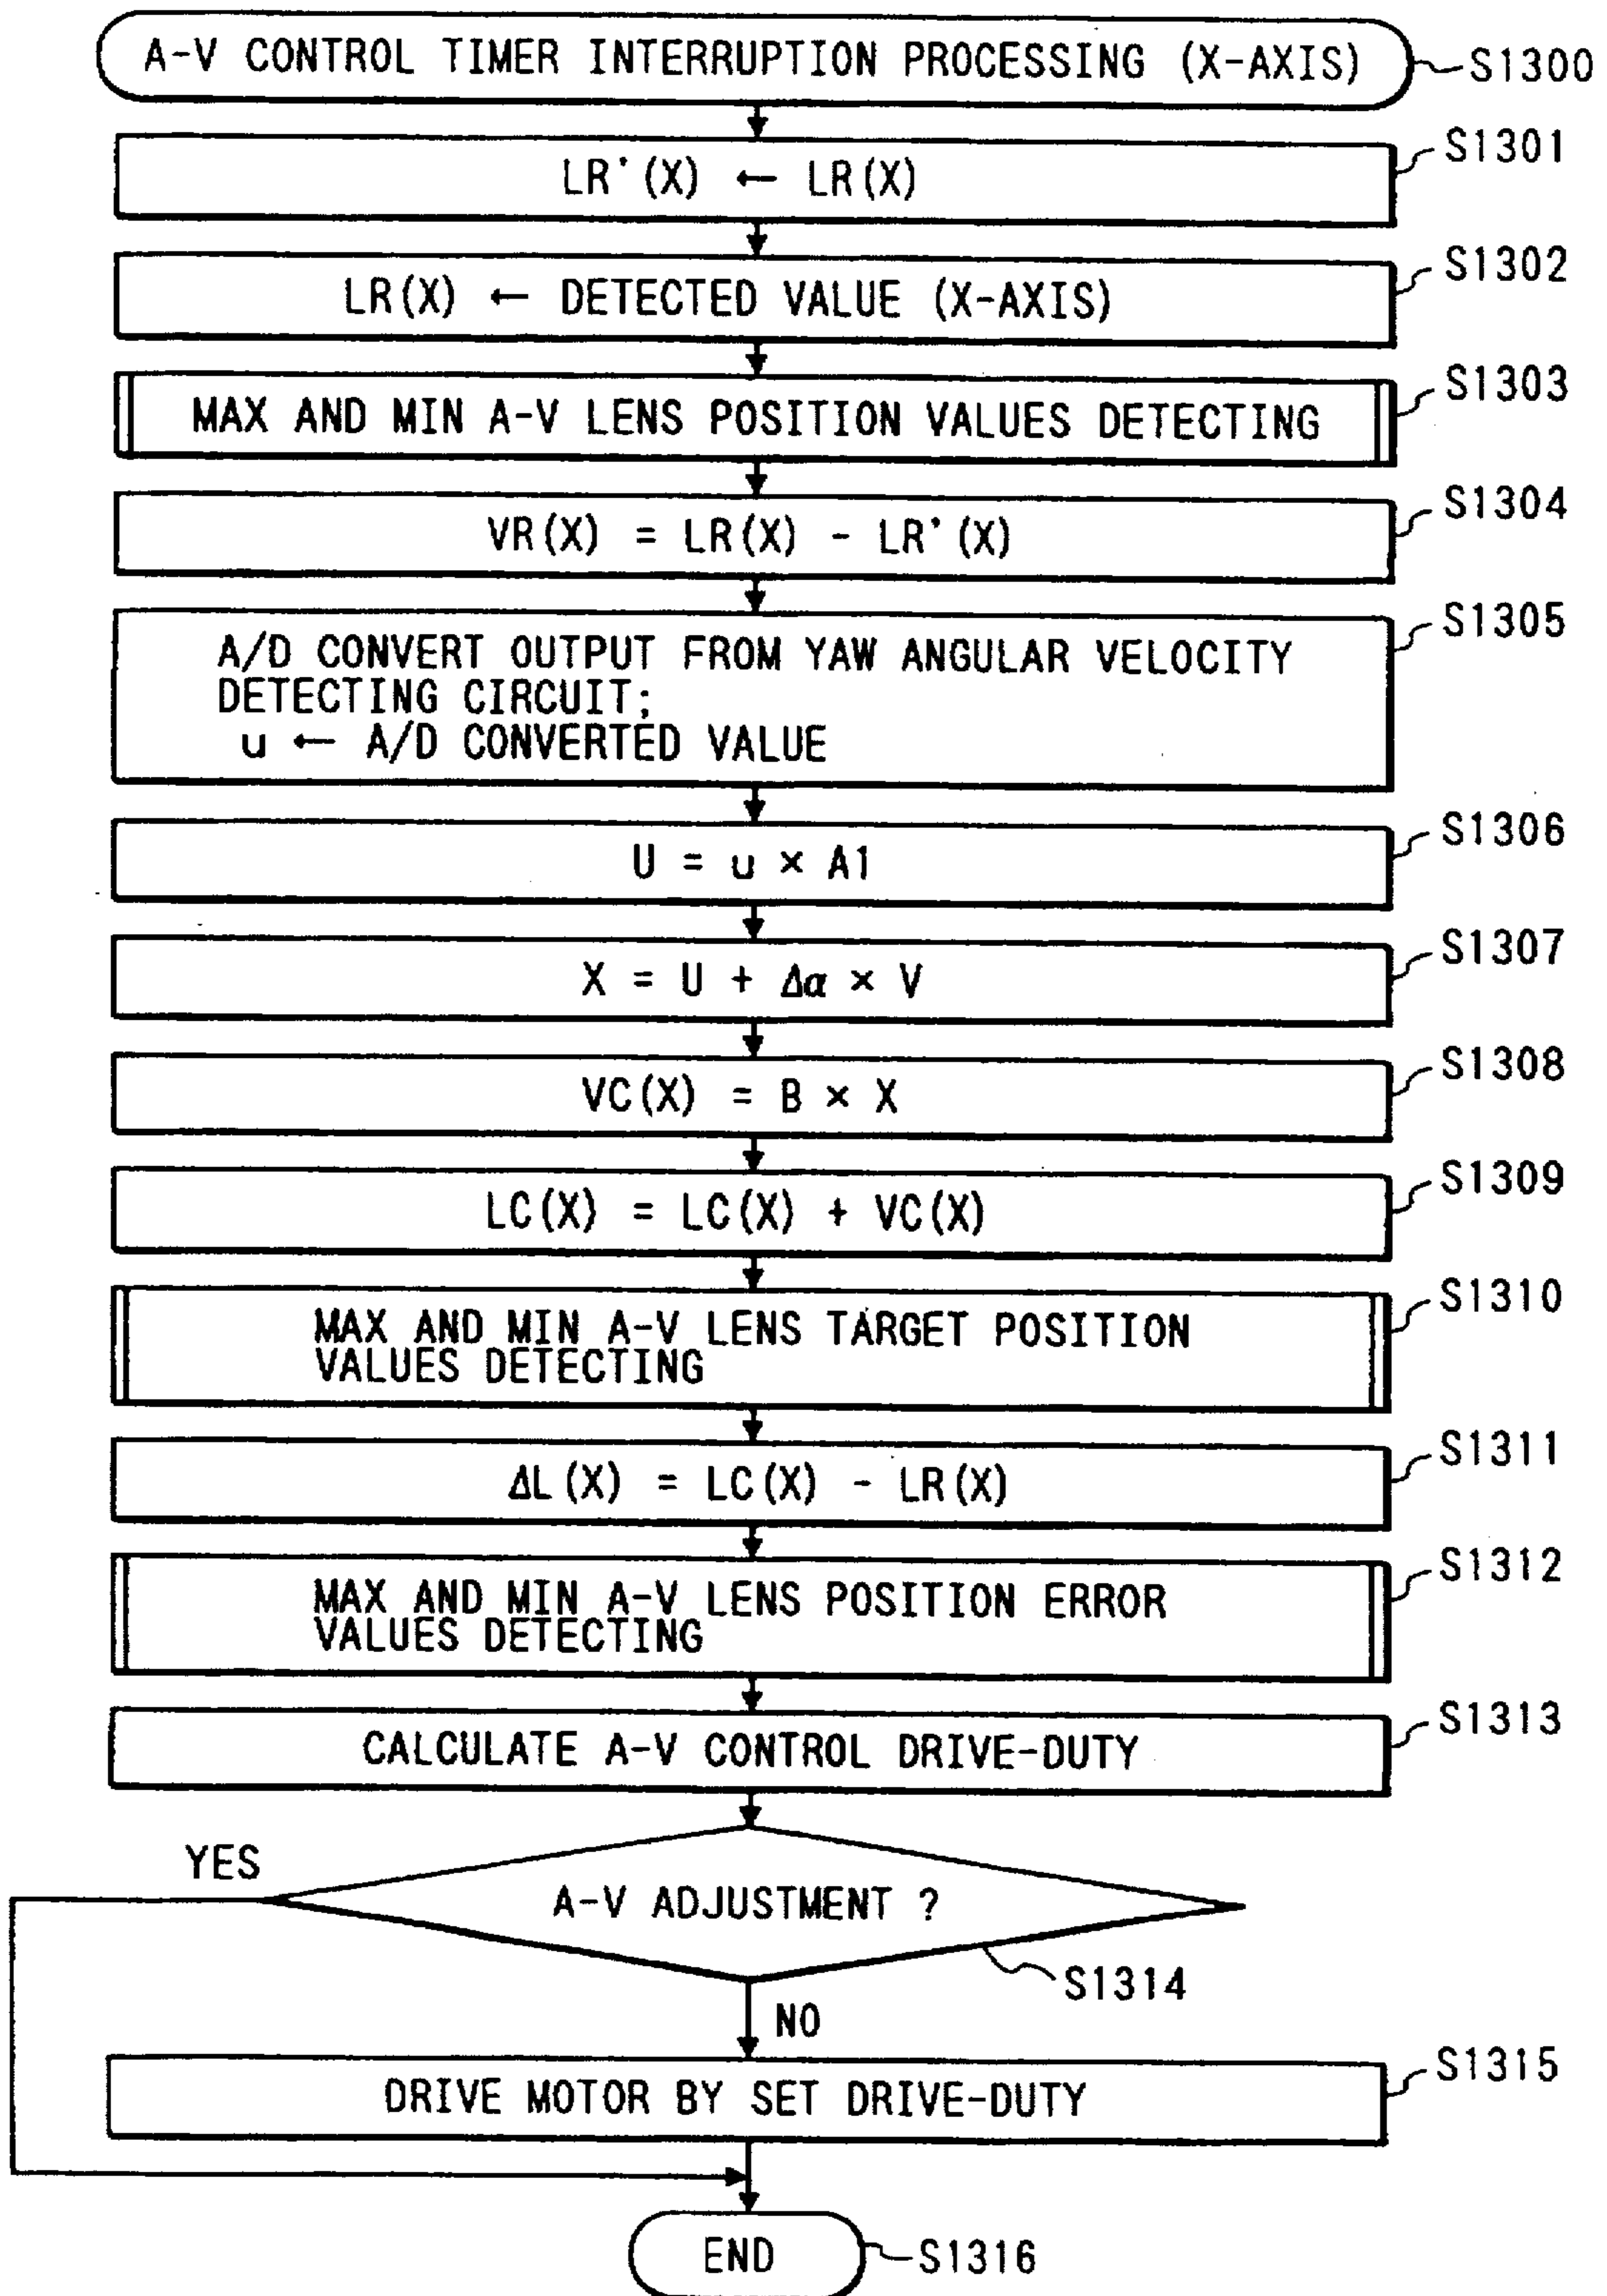 A-V CONTROL TIMER INTERRUPTION PROCESSING (X-AXIS)
S1300
S1301
LR'(X) ← LR(X)
S1302
LR(X) ← DETECTED VALUE (X-AXIS)
S1303
MAX AND MIN A-V LENS POSITION VALUES DETECTING
S1304
VR(X) = LR(X) - LR'(X)
S1305
A/D CONVERT OUTPUT FROM YAW ANGULAR VELOCITY
DETECTING CIRCUIT;
u ← A/D CONVERTED VALUE
S1306
U = u × A1
S1307
X = U + Δα × V
S1308
VC(X) = B × X
S1309
LC(X) = LC(X) + VC(X)
S1310
MAX AND MIN A-V LENS TARGET POSITION
VALUES DETECTING
S1311
ΔL(X) = LC(X) - LR(X)
S1312
MAX AND MIN A-V LENS POSITION ERROR
VALUES DETECTING
S1313
CALCULATE A-V CONTROL DRIVE-DUTY
YES
A-V ADJUSTMENT ?
S1314
NO
S1315
DRIVE MOTOR BY SET DRIVE-DUTY
END
S1316